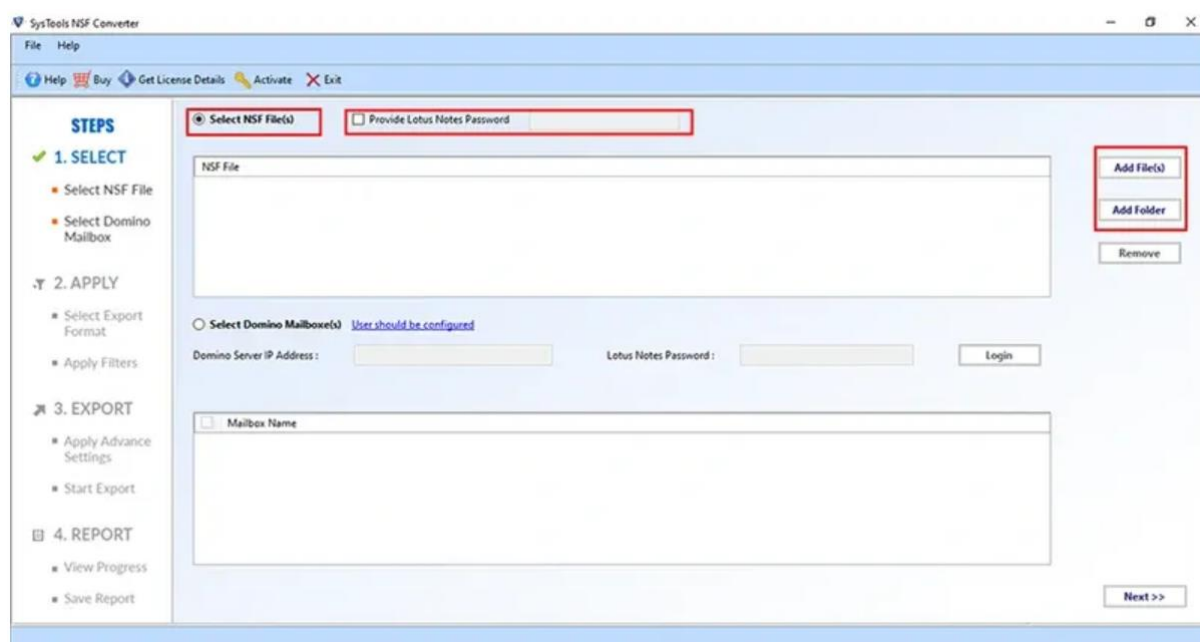 SysTools NSF Converter
File Help
Help Buy Get License Details Activate Exit
STEPS
1. SELECT
Select NSF File
Select Domino
Mailbox
2. APPLY
Select Export
Format
Apply Filters
3. EXPORT
Apply Advance
Settings
Start Export
4. REPORT
View Progress
Save Report
Select NSF File(s) Provide Lotus Notes Password
NSF File
Add File(s)
Add Folder
Remove
Select Domino Mailboxe(s) User should be configured
Domino Server IP Address : Lotus Notes Password : Login
Mailbox Name
Next >>